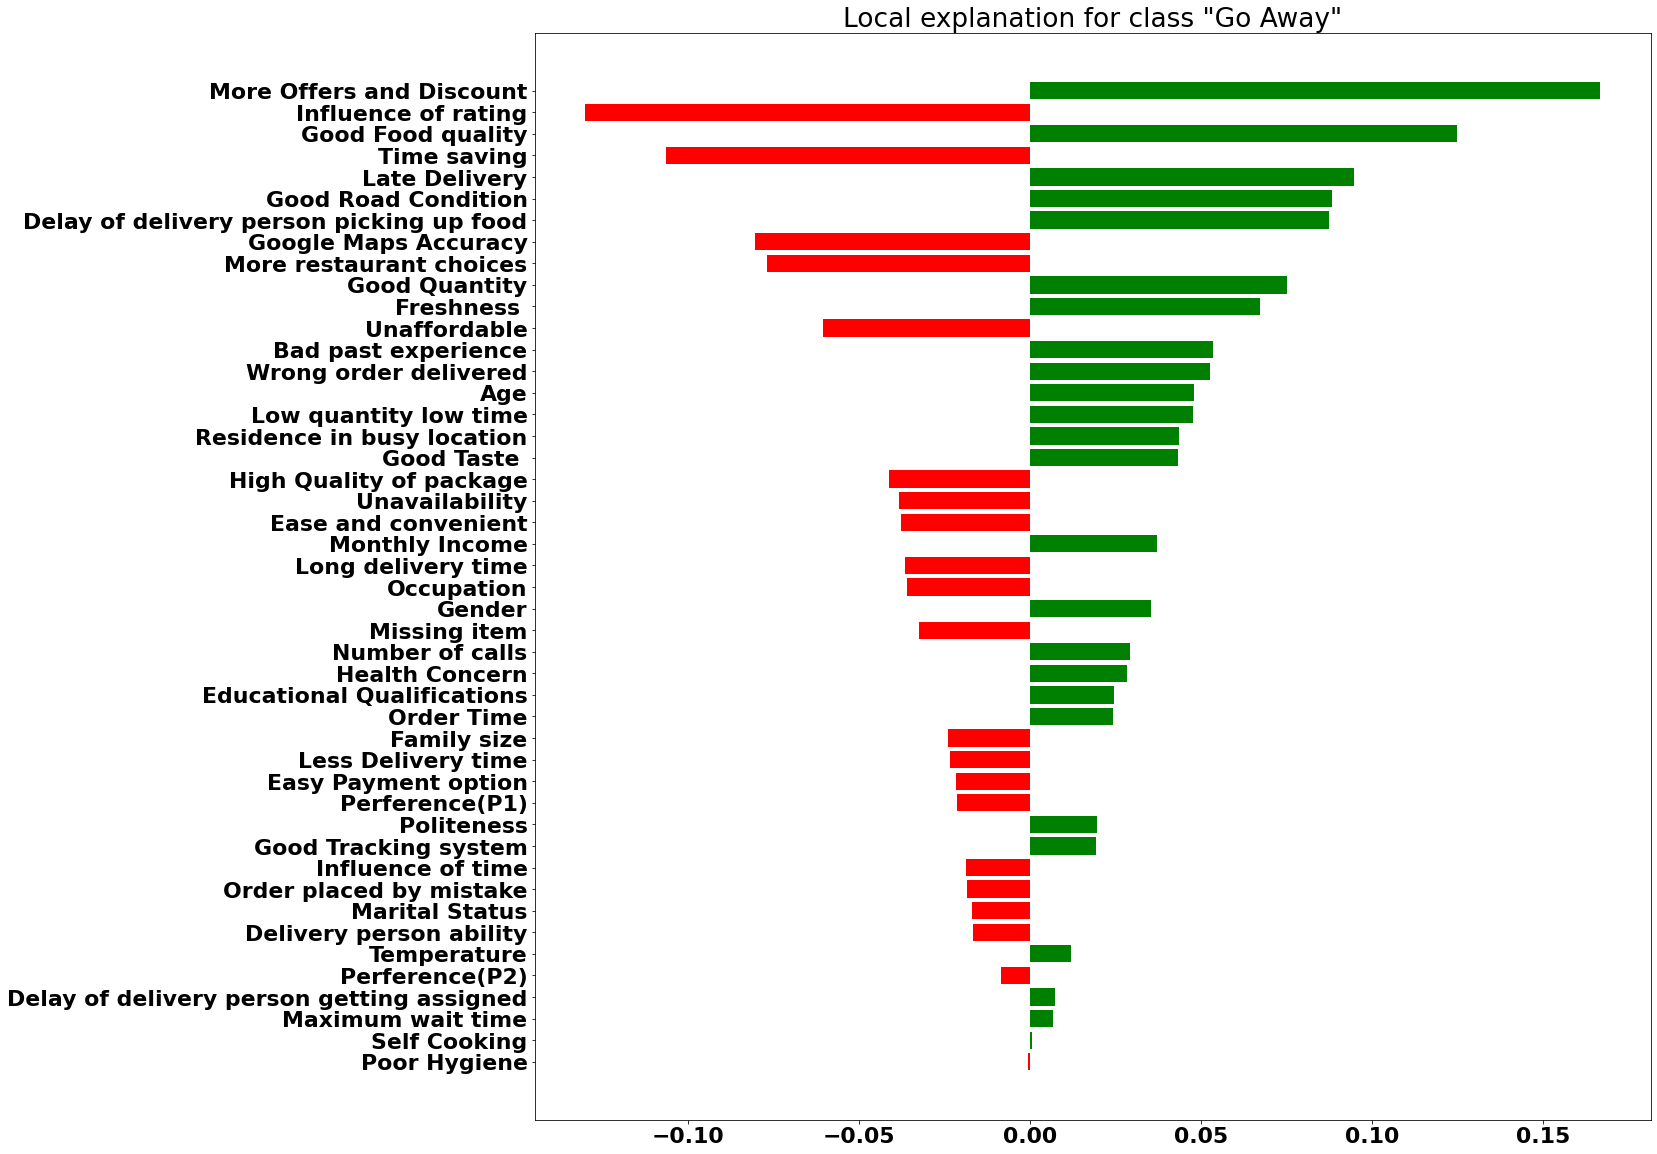 Local explanation for class "Go Away"
More Offers and Discount
Influence of rating
Good Food quality
Time saving
Late Delivery
Good Road Condition
Delay of delivery person picking up food
Google Maps Accuracy
More restaurant choices
Good Quantity
Freshness
Unaffordable
Bad past experience
Wrong order delivered
Age
Low quantity low time
Residence in busy location
Good Taste
High Quality of package
Unavailability
Ease and convenient
Monthly Income
Long delivery time
Occupation
Gender
Missing item
Number of calls
Health Concern
Educational Qualifications
Order Time
Family size
Less Delivery time
Easy Payment option
Perference(P1)
Politeness
Good Tracking system
Influence of time
Order placed by mistake
Marital Status
Delivery person ability
Temperature
Perference(P2)
Delay of delivery person getting assigned
Maximum wait time
Self Cooking
Poor Hygiene
−0.10 −0.05 0.00 0.05 0.10 0.15